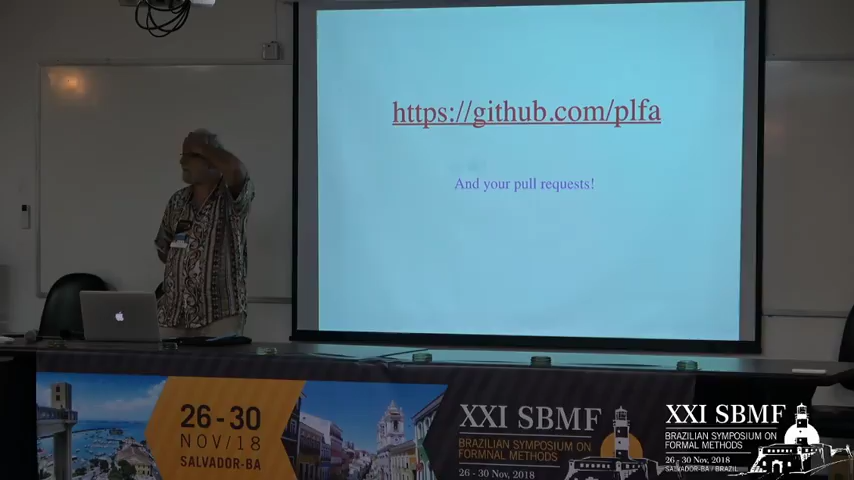 https://github.com/plfa
And your pull requests!
26-30
NOV/18
SALVADOR-BA
XXI SBMF
BRAZILIAN SYMPOSIUM ON
FORMNAL METHODS
26 - 30 Nov, 2018
XXI SBMF
BRAZILIAN SYMPOSIUM ON
FORMAL METHODS
26 - 30 Nov, 2018
SALVADOR-BA / BRAZIL